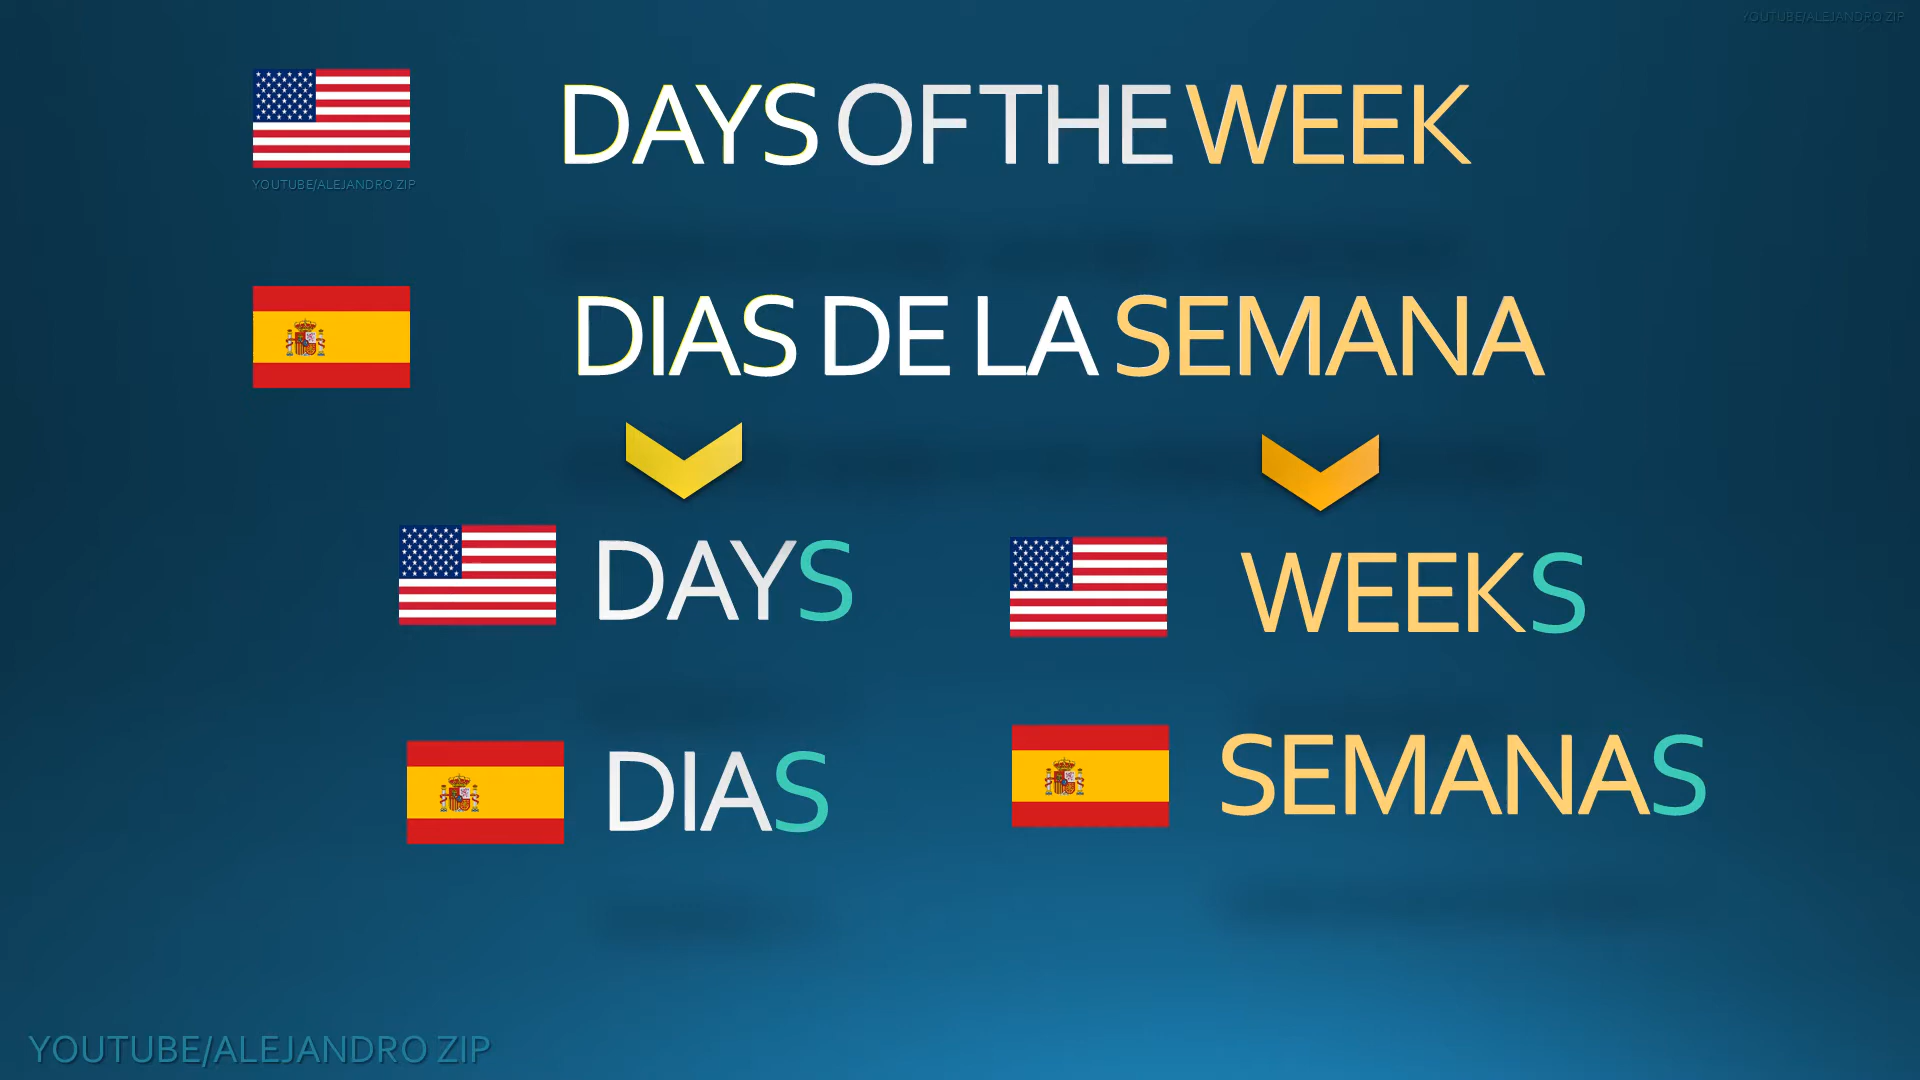 YOUTUBE/ALEJANDRO ZIP
DAYS OF THE WEEK
YOUTUBE/ALEJANDRO ZIP
DIAS DE LA SEMANA
DAYS
WEEKS
DIAS
SEMANAS
YOUTUBE/ALEJANDRO ZIP